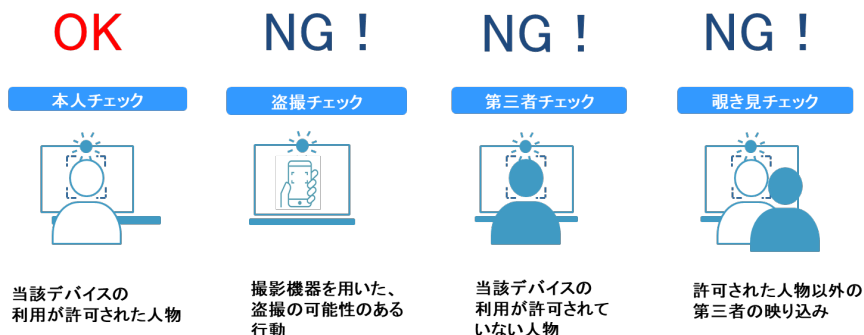 OK
本人チェック
当該デバイスの
利用が許可された人物
NG！
盗撮チェック
撮影機器を用いた、
盗撮の可能性のある
行動
NG！
第三者チェック
当該デバイスの
利用が許可されて
いない人物
NG！
覗き見チェック
許可された人物以外の
第三者の映り込み